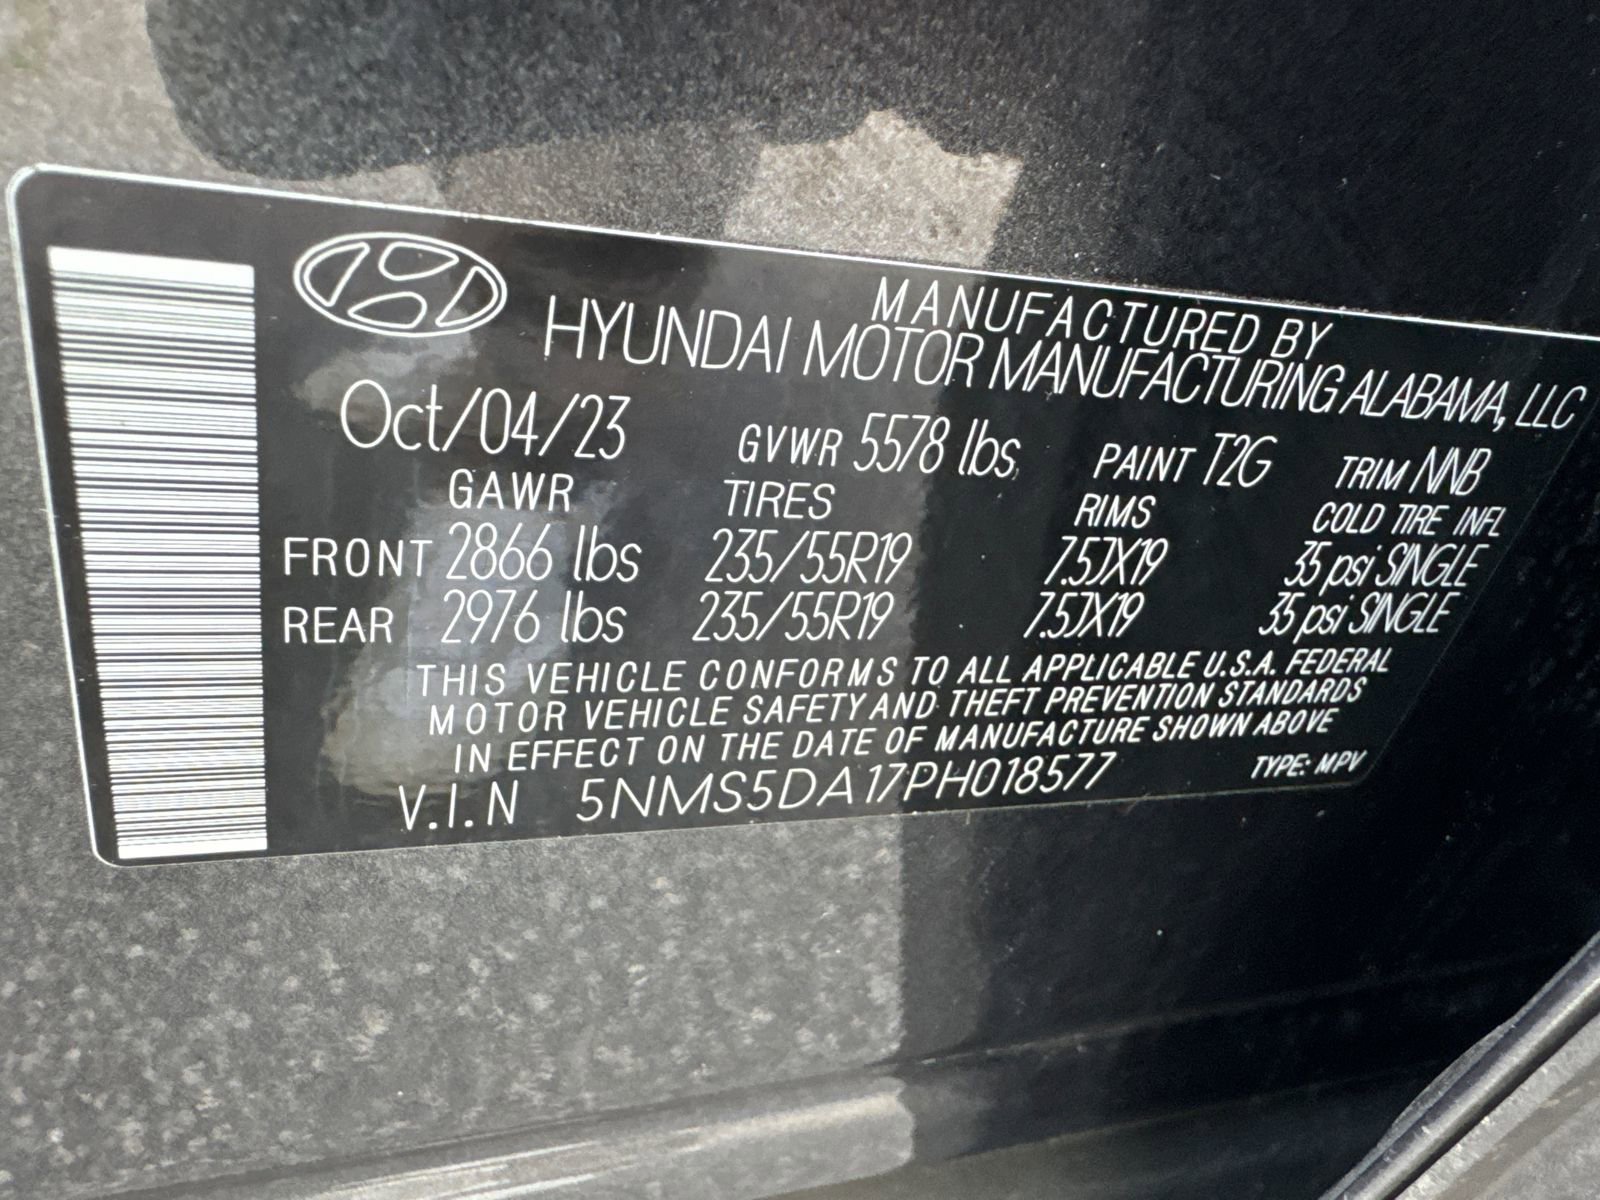 MANUFACTURED BY
HYUNDAI MOTOR MANUFACTURING ALABAMA, LLC
Oct/04/23 GVWR 5578 lbs PAINT T2G TRIM NNB
GAWR TIRES RIMS COLD TIRE INFL
FRONT 2866 lbs 235/55R19 7.5JX19 35 psi SINGLE
REAR 2976 lbs 235/55R19 7.5JX19 35 psi SINGLE
THIS VEHICLE CONFORMS TO ALL APPLICABLE U.S.A. FEDERAL
MOTOR VEHICLE SAFETY AND THEFT PREVENTION STANDARDS
IN EFFECT ON THE DATE OF MANUFACTURE SHOWN ABOVE
V.I.N 5NMS5DA17PH018577 TYPE: MPV